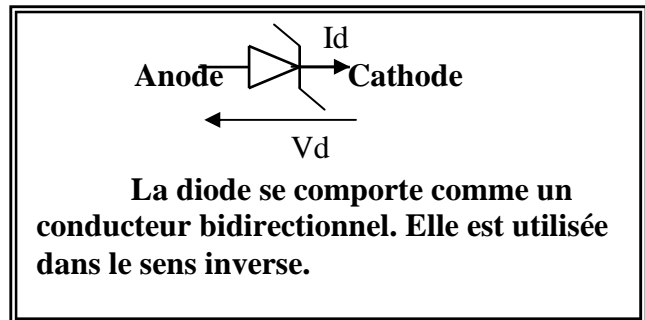 Id
Anode Cathode
Vd
La diode se comporte comme un
conducteur bidirectionnel. Elle est utilisée
dans le sens inverse.